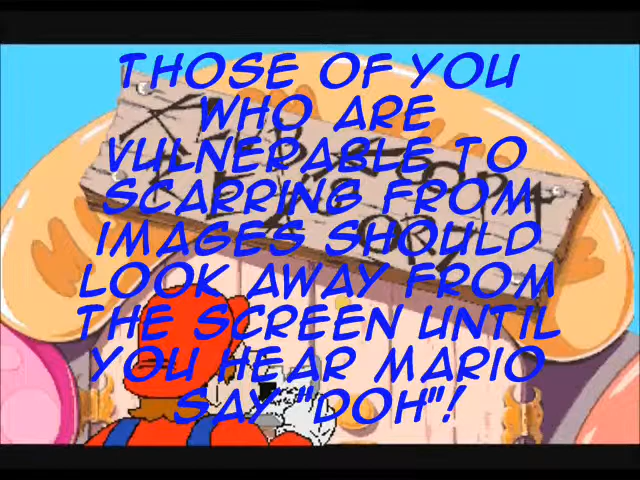 THOSE OF YOU
WHO ARE
VULNERABLE TO
SCARRING FROM
IMAGES SHOULD
LOOK AWAY FROM
THE SCREEN UNTIL
YOU HEAR MARIO
SAY "DOH"!